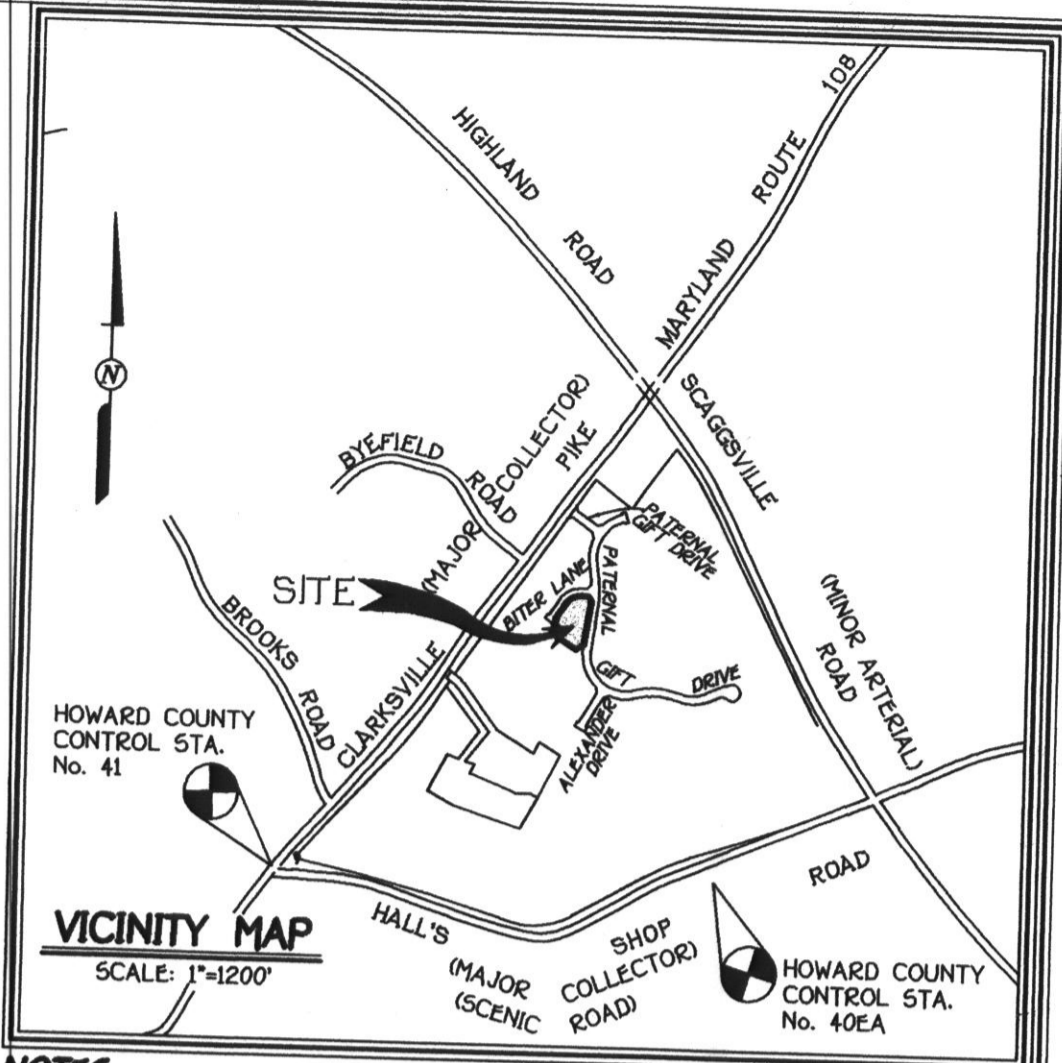 HIGHLAND ROAD
MARYLAND ROUTE 108
SCAGGSVILLE ROAD
(MINOR ARTERIAL)
BYEFIELD ROAD
(MAJOR COLLECTOR)
CLARKSVILLE PIKE
PATERNAL
GIFT DRIVE
BITER LANE
PATERNAL GIFT DRIVE
SITE
N
BROOKS ROAD
ALEXANDER
DRIVE
HOWARD COUNTY
CONTROL STA.
No. 41
HALL'S SHOP ROAD
(MAJOR COLLECTOR)
(SCENIC ROAD)
VICINITY MAP
SCALE: 1"=1200'
HOWARD COUNTY
CONTROL STA.
No. 40EA
NOTES